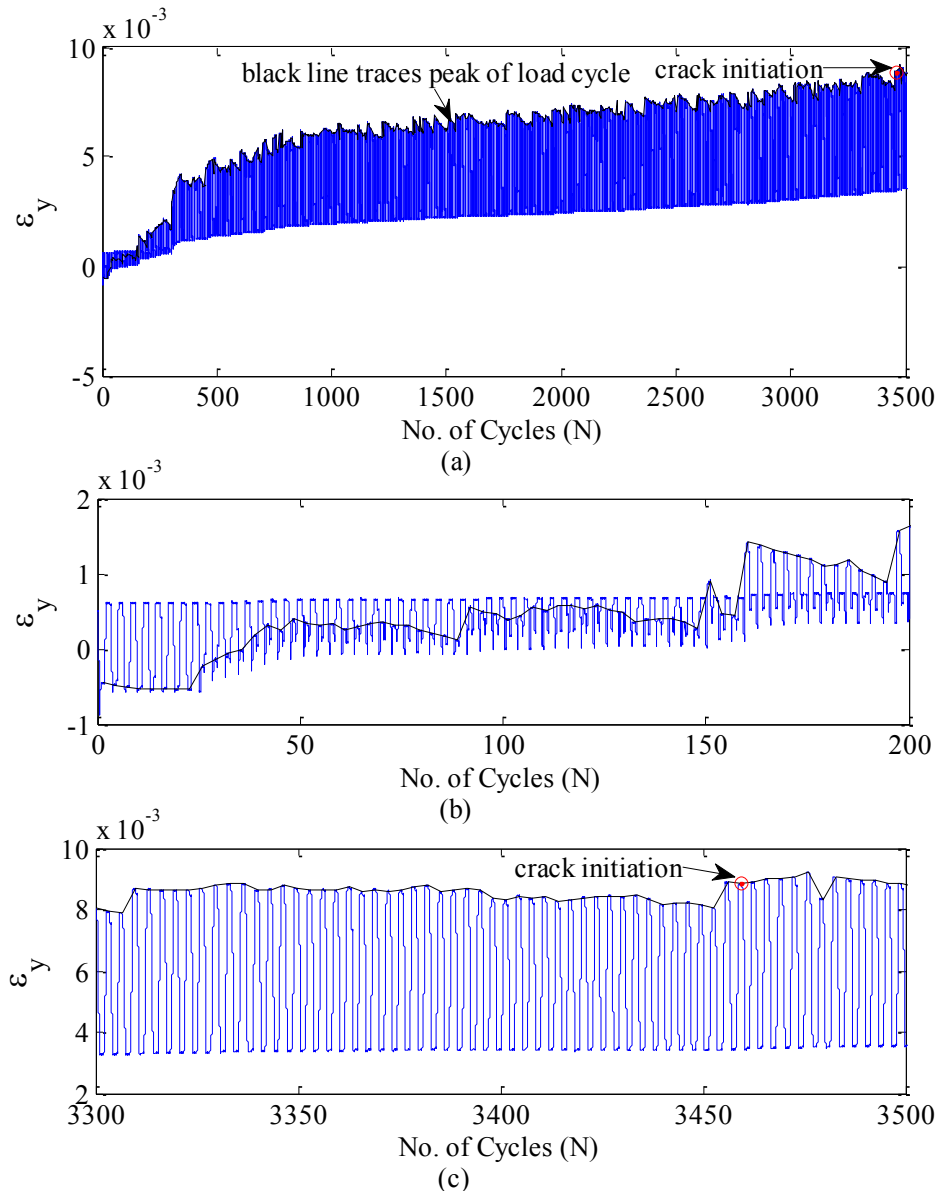 x 10⁻³
10
5
0
-5
ε_y
black line traces peak of load cycle
crack initiation
0 500 1000 1500 2000 2500 3000 3500
No. of Cycles (N)
(a)
x 10⁻³
2
1
0
-1
ε_y
0 50 100 150 200
No. of Cycles (N)
(b)
x 10⁻³
10
8
6
4
2
ε_y
crack initiation
3300 3350 3400 3450 3500
No. of Cycles (N)
(c)